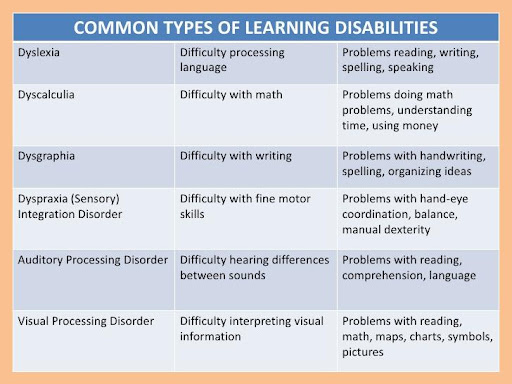 COMMON TYPES OF LEARNING DISABILITIES
Dyslexia
Difficulty processing
language
Problems reading, writing,
spelling, speaking
Dyscalculia
Difficulty with math
Problems doing math
problems, understanding
time, using money
Dysgraphia
Difficulty with writing
Problems with handwriting,
spelling, organizing ideas
Dyspraxia (Sensory)
Integration Disorder
Difficulty with fine motor
skills
Problems with hand-eye
coordination, balance,
manual dexterity
Auditory Processing Disorder
Difficulty hearing differences
between sounds
Problems with reading,
comprehension, language
Visual Processing Disorder
Difficulty interpreting visual
information
Problems with reading,
math, maps, charts, symbols,
pictures